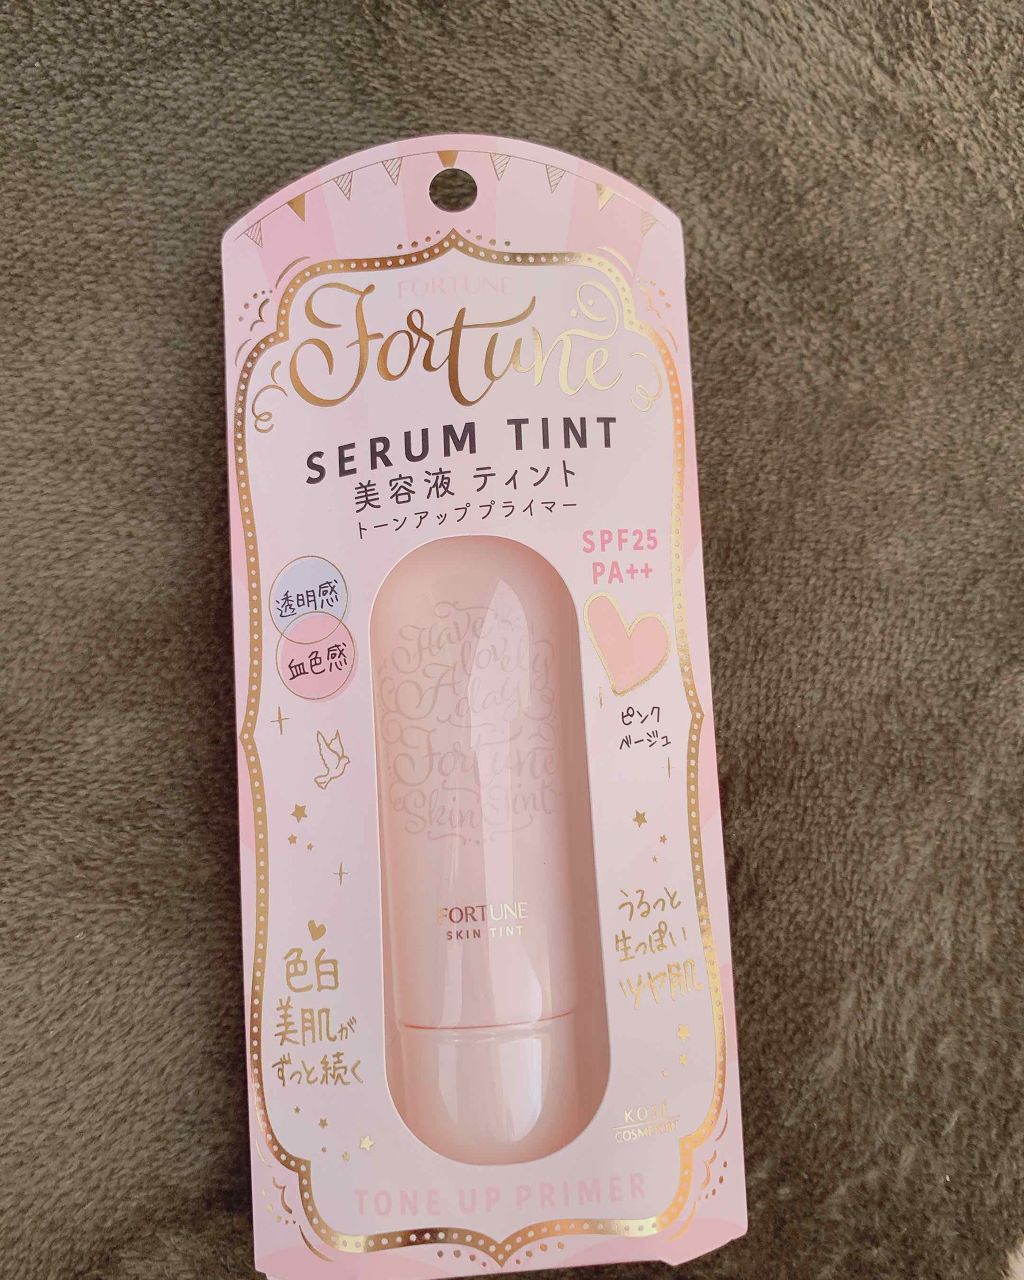 FORTUNE
Fortune
SERUM TINT
美容液 ティント
トーンアップ プライマー
SPF25
PA++
透明感
血色感
ピンク
ベージュ
Have
A lovely
day
Fortune
Skin Tint
FORTUNE
SKIN TINT
うるっと
生っぽい
ツヤ肌
色白
美肌が
ずっと続く
KOSÉ
COSMEPORT
TONE UP PRIMER